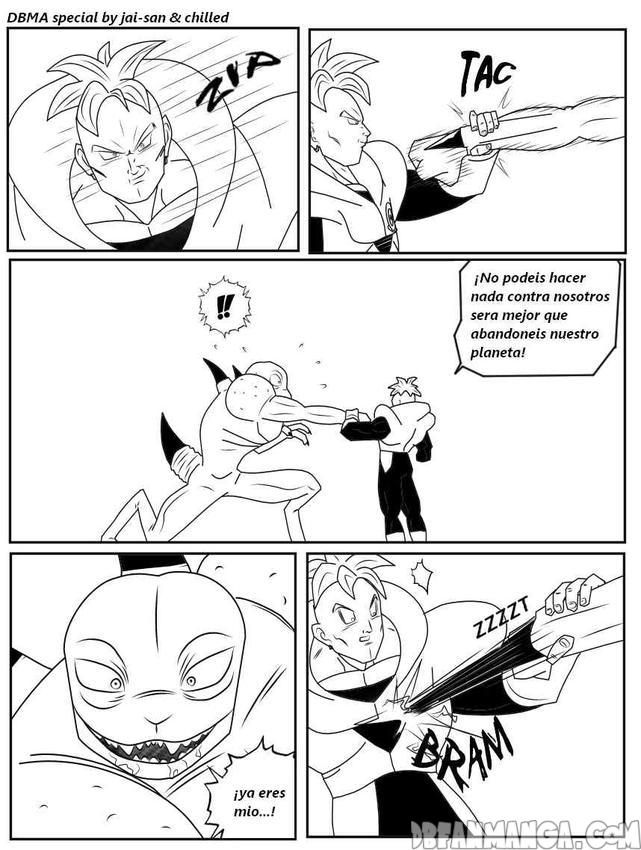 DBMA special by jai-san & chilled
ZUA
TAC
!!
¡No podeis hacer
nada contra nosotros
sera mejor que
abandoneis nuestro
planeta!
¡ya eres
mio...!
ZZZZT
BRAM
DBFANMANGA.COM